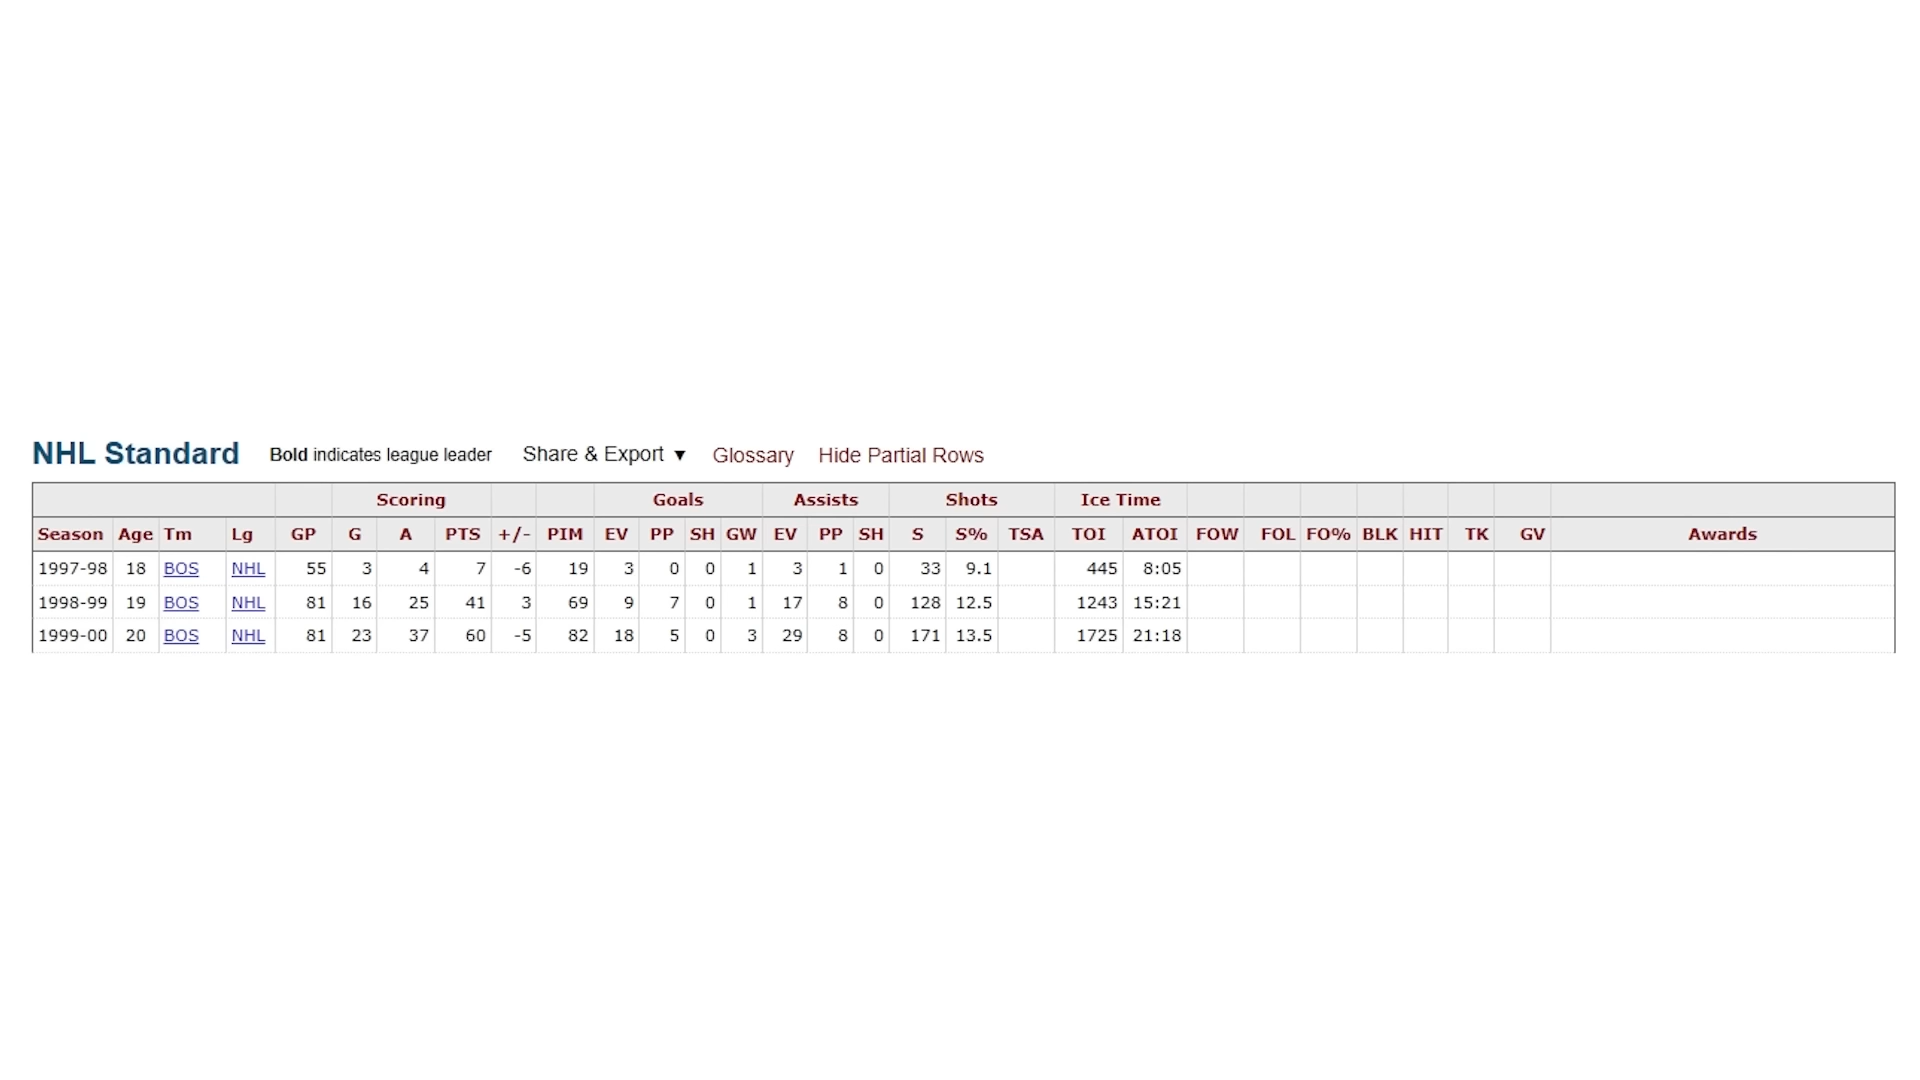 NHL Standard Bold indicates league leader Share & Export ▼ Glossary Hide Partial Rows
Scoring Goals Assists Shots Ice Time
Season Age Tm Lg GP G A PTS +/- PIM EV PP SH GW EV PP SH S S% TSA TOI ATOI FOW FOL FO% BLK HIT TK GV Awards
1997-98 18 BOS NHL 55 3 4 7 -6 19 3 0 0 1 3 1 0 33 9.1 445 8:05
1998-99 19 BOS NHL 81 16 25 41 3 69 9 7 0 1 17 8 0 128 12.5 1243 15:21
1999-00 20 BOS NHL 81 23 37 60 -5 82 18 5 0 3 29 8 0 171 13.5 1725 21:18